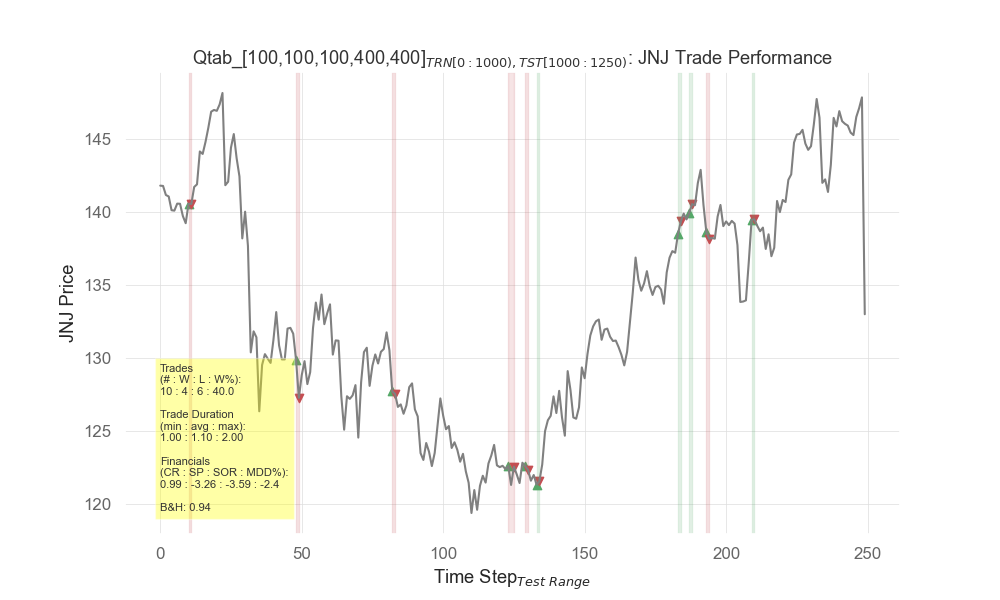 Qtab_[100,100,100,400,400]TRN[0 : 1000), TST[1000 : 1250) : JNJ Trade Performance
JNJ Price
145
140
135
130
125
120
Trades
(# : W : L : W%):
10 : 4 : 6 : 40.0
Trade Duration
(min : avg : max):
1.00 : 1.10 : 2.00
Financials
(CR : SP : SOR : MDD%):
0.99 : -3.26 : -3.59 : -2.4
B&H: 0.94
0 50 100 150 200 250
Time Step Test Range